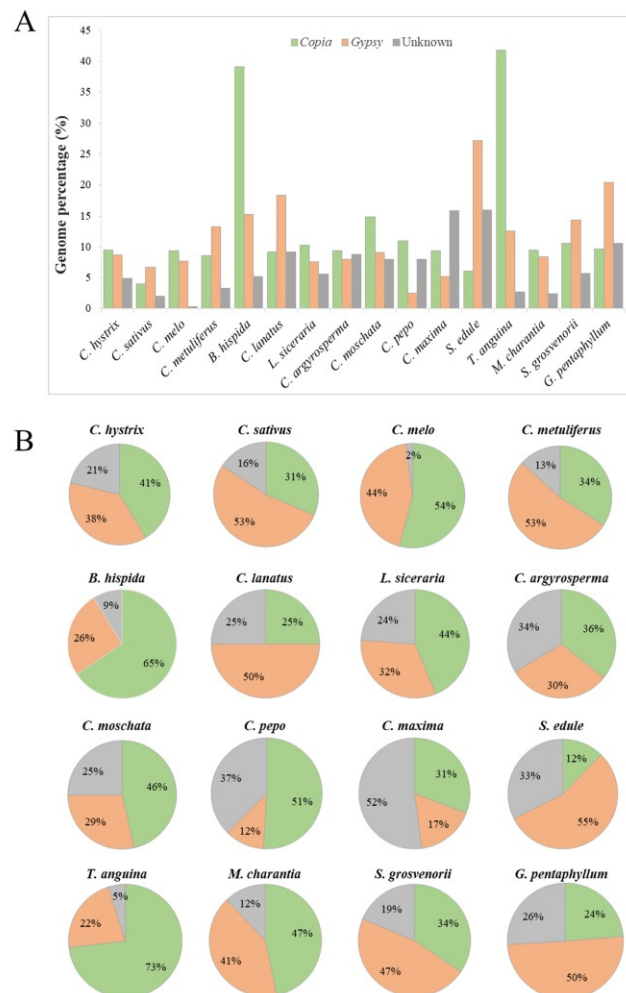 A
45
40
35
30
25
20
15
10
5
0
Genome percentage (%)
Copia Gypsy Unknown
C. hystrix
C. sativus
C. melo
C. metuliferus
B. hispida
C. lanatus
L. siceraria
C. argyrosperma
C. moschata
C. pepo
C. maxima
S. edule
T. anguina
M. charantia
S. grosvenorii
G. pentaphyllum
B
C. hystrix C. sativus C. melo C. metuliferus
21% 41% 38%
16% 31% 53%
2% 44% 54%
13% 34% 53%
B. hispida C. lanatus L. siceraria C. argyrosperma
9% 26% 65%
25% 25% 50%
24% 44% 32%
34% 36% 30%
C. moschata C. pepo C. maxima S. edule
25% 46% 29%
37% 51% 12%
31% 52% 17%
12% 33% 55%
T. anguina M. charantia S. grosvenorii G. pentaphyllum
5% 22% 73%
12% 47% 41%
19% 34% 47%
26% 24% 50%